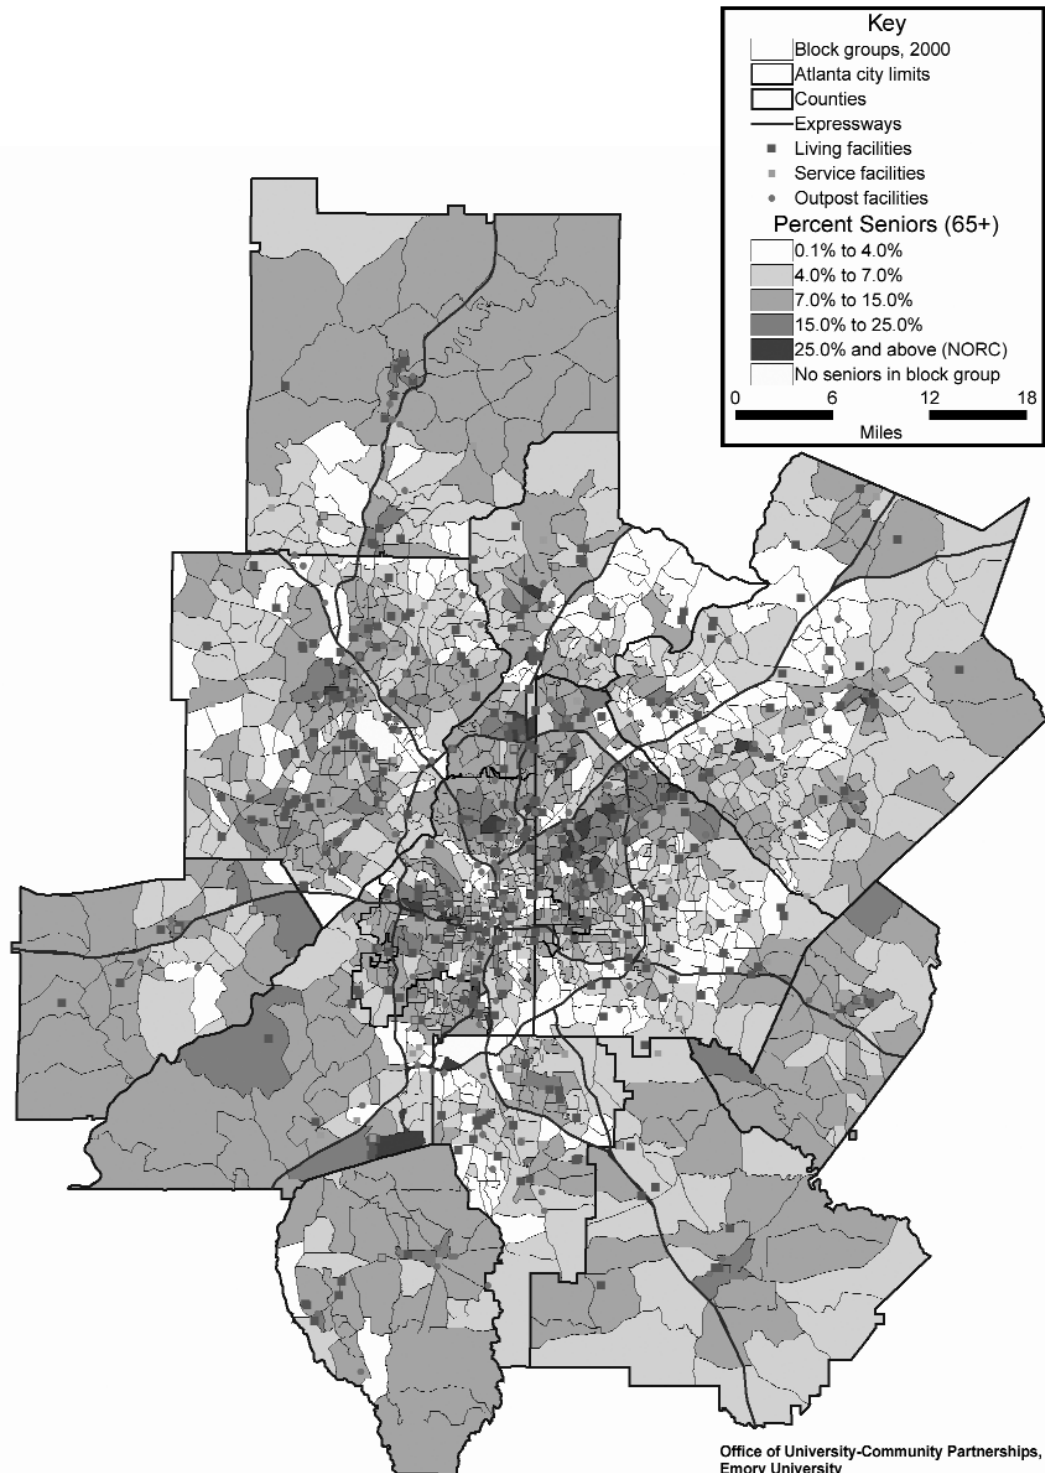 Key
Block groups, 2000
Atlanta city limits
Counties
Expressways
Living facilities
Service facilities
Outpost facilities
Percent Seniors (65+)
0.1% to 4.0%
4.0% to 7.0%
7.0% to 15.0%
15.0% to 25.0%
25.0% and above (NORC)
No seniors in block group
0 6 12 18
Miles
Office of University-Community Partnerships,
Emory University